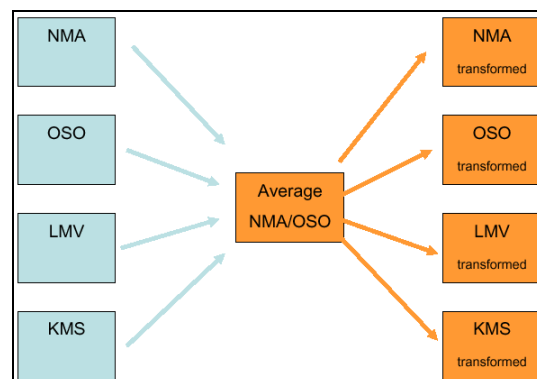 NMA
OSO
LMV
KMS
Average
NMA/OSO
NMA
transformed
OSO
transformed
LMV
transformed
KMS
transformed